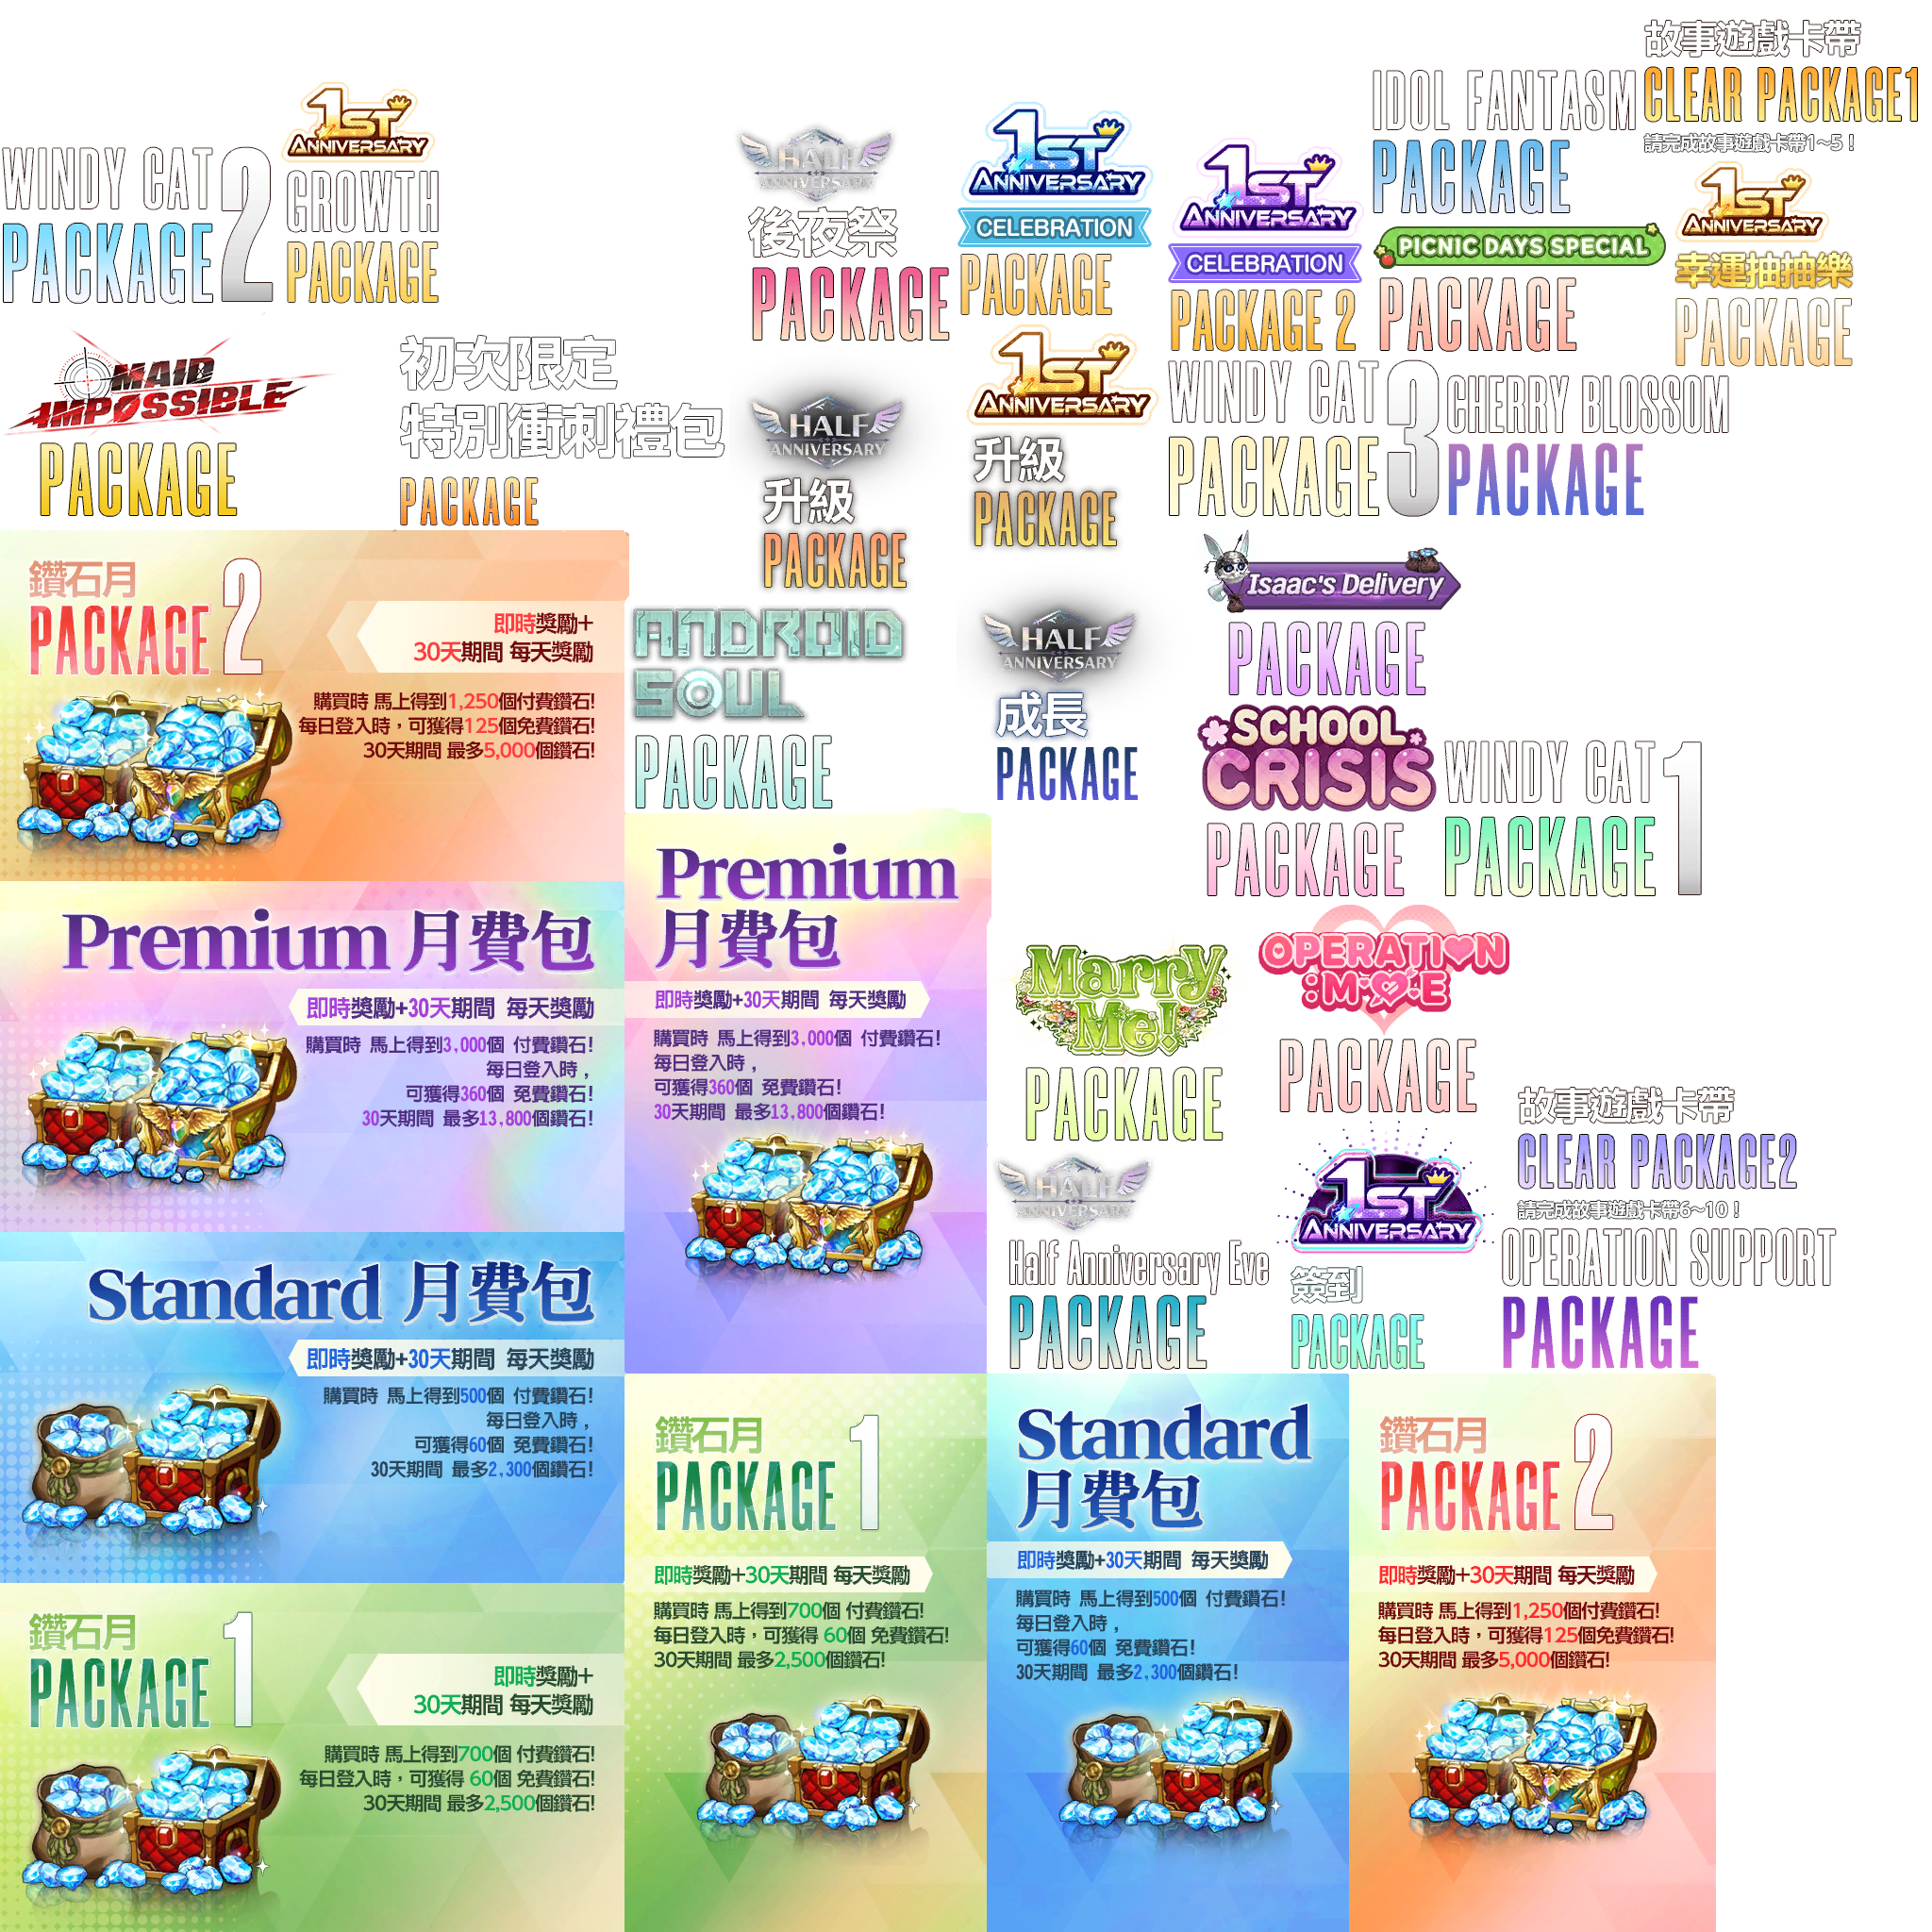 WINDY CAT
PACKAGE 2
1ST
ANNIVERSARY
GROWTH
PACKAGE
HALF
ANNIVERSARY
後夜祭
PACKAGE
1ST
ANNIVERSARY
CELEBRATION
PACKAGE
1ST
ANNIVERSARY
CELEBRATION
PACKAGE 2
IDOL FANTASM
PACKAGE
PICNIC DAYS SPECIAL
PACKAGE
故事遊戲卡帶
CLEAR PACKAGE1
請完成故事遊戲卡帶1~5！
1ST
ANNIVERSARY
幸運抽抽樂
PACKAGE
MAID
IMPOSSIBLE
PACKAGE
初次限定
特別衝刺禮包
PACKAGE
HALF
ANNIVERSARY
升級
PACKAGE
1ST
ANNIVERSARY
升級
PACKAGE
WINDY CAT
PACKAGE 3
CHERRY BLOSSOM
PACKAGE
鑽石月
PACKAGE 2
即時獎勵+
30天期間 每天獎勵
購買時 馬上得到1,250個付費鑽石!
每日登入時，可獲得125個免費鑽石!
30天期間 最多5,000個鑽石!
ANDROID
SOUL
PACKAGE
HALF
ANNIVERSARY
成長
PACKAGE
Isaac's Delivery
PACKAGE
SCHOOL
CRISIS
PACKAGE
WINDY CAT
PACKAGE 1
Premium 月費包
即時獎勵+30天期間 每天獎勵
購買時 馬上得到3,000個 付費鑽石!
每日登入時，
可獲得360個 免費鑽石!
30天期間 最多13,800個鑽石!
Premium
月費包
即時獎勵+30天期間 每天獎勵
購買時 馬上得到3,000個 付費鑽石!
每日登入時，
可獲得360個 免費鑽石!
30天期間 最多13,800個鑽石!
Marry
Me!
PACKAGE
OPERATION
:M♥E
PACKAGE
HALF
ANNIVERSARY
Half Anniversary Eve
PACKAGE
1ST
ANNIVERSARY
簽到
PACKAGE
故事遊戲卡帶
CLEAR PACKAGE2
請完成故事遊戲卡帶6~10！
OPERATION SUPPORT
PACKAGE
Standard 月費包
即時獎勵+30天期間 每天獎勵
購買時 馬上得到500個 付費鑽石!
每日登入時，
可獲得60個 免費鑽石!
30天期間 最多2,300個鑽石!
鑽石月
PACKAGE 1
即時獎勵+
30天期間 每天獎勵
購買時 馬上得到700個 付費鑽石!
每日登入時，可獲得 60個 免費鑽石!
30天期間 最多2,500個鑽石!
鑽石月
PACKAGE 1
即時獎勵+30天期間 每天獎勵
購買時 馬上得到700個 付費鑽石!
每日登入時，可獲得 60個 免費鑽石!
30天期間 最多2,500個鑽石!
Standard
月費包
即時獎勵+30天期間 每天獎勵
購買時 馬上得到500個 付費鑽石!
每日登入時，
可獲得60個 免費鑽石!
30天期間 最多2,300個鑽石!
鑽石月
PACKAGE 2
即時獎勵+30天期間 每天獎勵
購買時 馬上得到1,250個付費鑽石!
每日登入時，可獲得125個免費鑽石!
30天期間 最多5,000個鑽石!